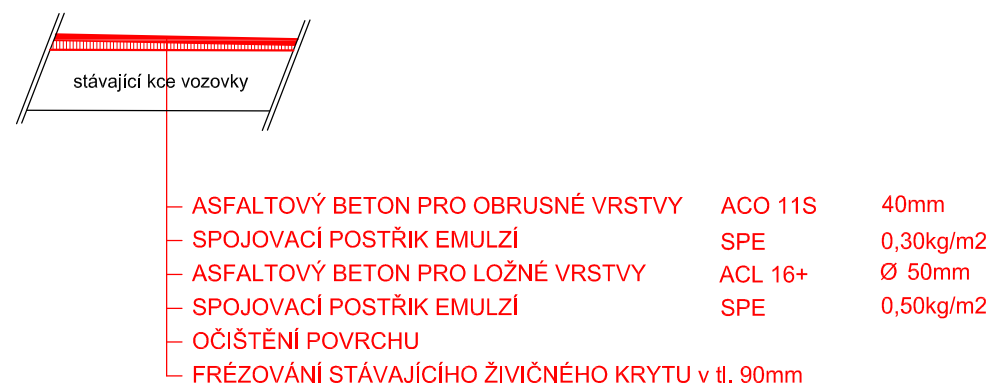 stávající kce vozovky
ASFALTOVÝ BETON PRO OBRUSNÉ VRSTVY ACO 11S 40mm
SPOJOVACÍ POSTŘIK EMULZÍ SPE 0,30kg/m2
ASFALTOVÝ BETON PRO LOŽNÉ VRSTVY ACL 16+ Ø 50mm
SPOJOVACÍ POSTŘIK EMULZÍ SPE 0,50kg/m2
OČIŠTĚNÍ POVRCHU
FRÉZOVÁNÍ STÁVAJÍCÍHO ŽIVIČNÉHO KRYTU v tl. 90mm